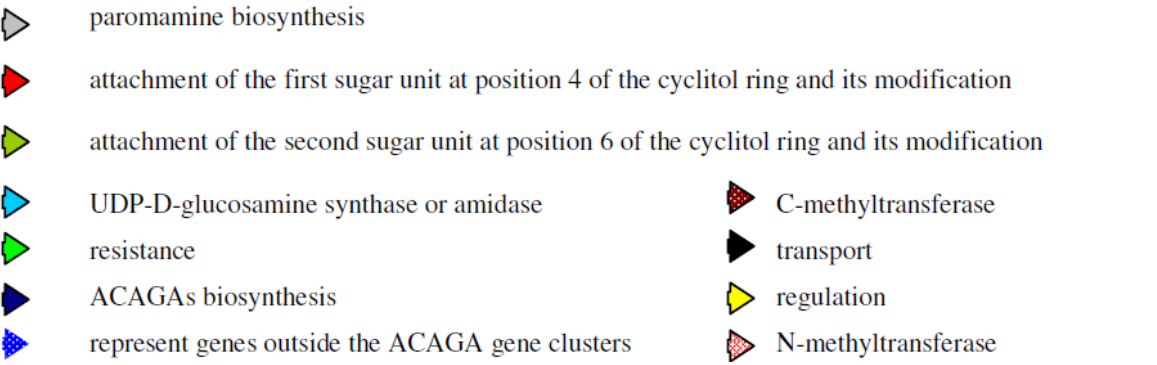 paromamine biosynthesis
attachment of the first sugar unit at position 4 of the cyclitol ring and its modification
attachment of the second sugar unit at position 6 of the cyclitol ring and its modification
UDP-D-glucosamine synthase or amidase
C-methyltransferase
resistance
transport
ACAGAs biosynthesis
regulation
represent genes outside the ACAGA gene clusters
N-methyltransferase